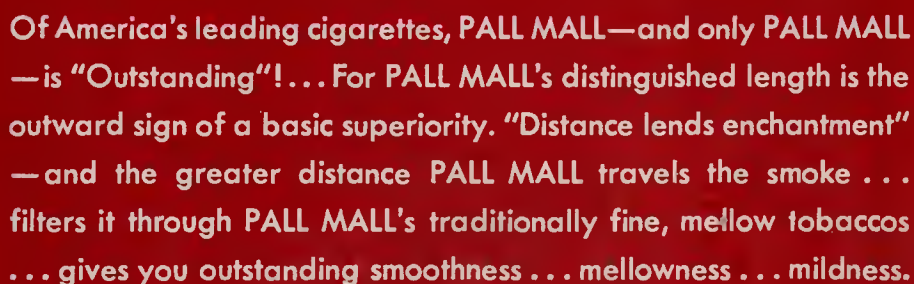 Of America's leading cigarettes, PALL MALL—and only PALL MALL
—is "Outstanding"!... For PALL MALL's distinguished length is the
outward sign of a basic superiority. "Distance lends enchantment"
—and the greater distance PALL MALL travels the smoke ...
filters it through PALL MALL's traditionally fine, mellow tobaccos
... gives you outstanding smoothness ... mellowness ... mildness.